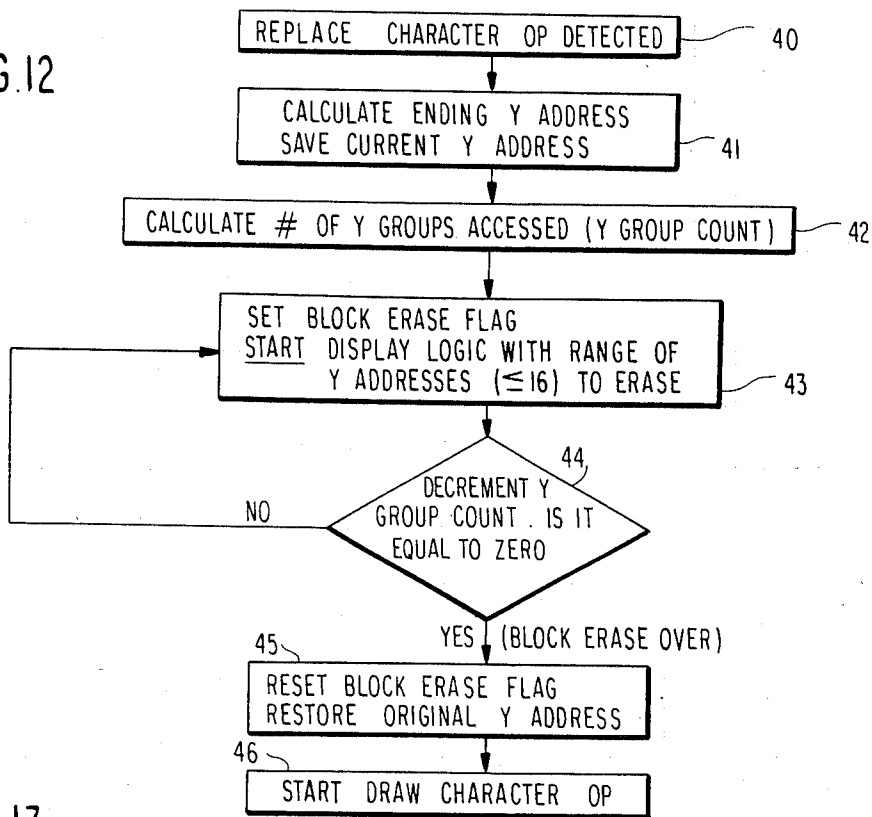 REPLACE CHARACTER OP DETECTED
40
G.12
CALCULATE ENDING Y ADDRESS
SAVE CURRENT Y ADDRESS
41
CALCULATE # OF Y GROUPS ACCESSED (Y GROUP COUNT)
42
SET BLOCK ERASE FLAG
START DISPLAY LOGIC WITH RANGE OF
Y ADDRESSES (≦16) TO ERASE
43
44
DECREMENT Y
GROUP COUNT. IS IT
EQUAL TO ZERO
NO
YES (BLOCK ERASE OVER)
45
RESET BLOCK ERASE FLAG
RESTORE ORIGINAL Y ADDRESS
46
START DRAW CHARACTER OP